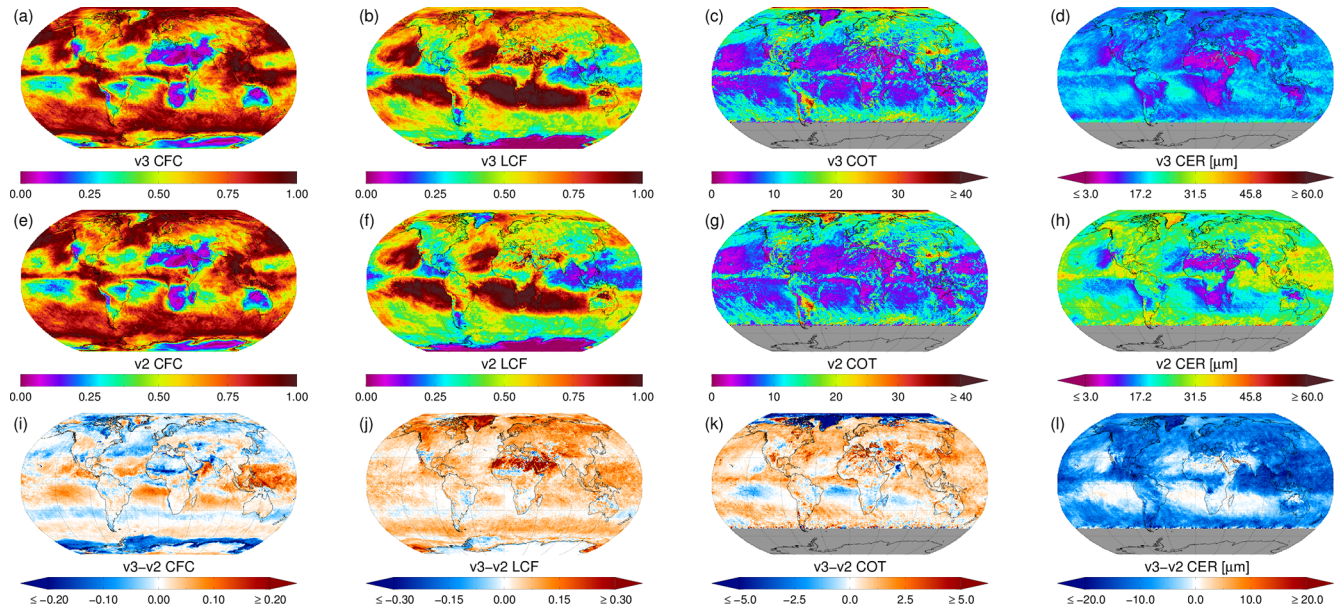 (a) (b) (c) (d)
v3 CFC v3 LCF v3 COT v3 CER [μm]
0.00 0.25 0.50 0.75 1.00 0.00 0.25 0.50 0.75 1.00 0 10 20 30 ≥ 40 ≤ 3.0 17.2 31.5 45.8 ≥ 60.0
(e) (f) (g) (h)
v2 CFC v2 LCF v2 COT v2 CER [μm]
0.00 0.25 0.50 0.75 1.00 0.00 0.25 0.50 0.75 1.00 0 10 20 30 ≥ 40 ≤ 3.0 17.2 31.5 45.8 ≥ 60.0
(i) (j) (k) (l)
v3−v2 CFC v3−v2 LCF v3−v2 COT v3−v2 CER [μm]
≤ −0.20 −0.10 0.00 0.10 ≥ 0.20 ≤ −0.30 −0.15 0.00 0.15 ≥ 0.30 ≤ −5.0 −2.5 0.0 2.5 ≥ 5.0 ≤ −20.0 −10.0 0.0 10.0 ≥ 20.0